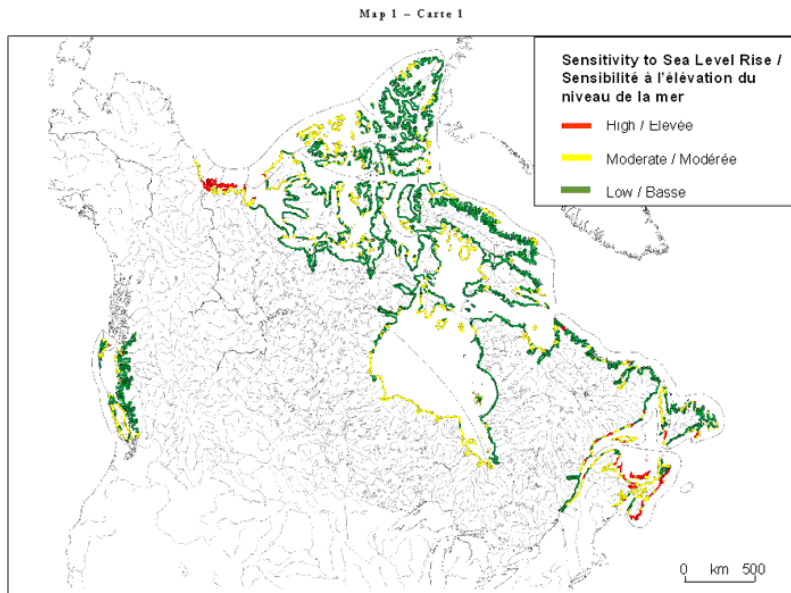 Map 1 – Carte 1
Sensitivity to Sea Level Rise /
Sensibilité à l'élévation du
niveau de la mer
High / Elevée
Moderate / Modérée
Low / Basse
0 km 500